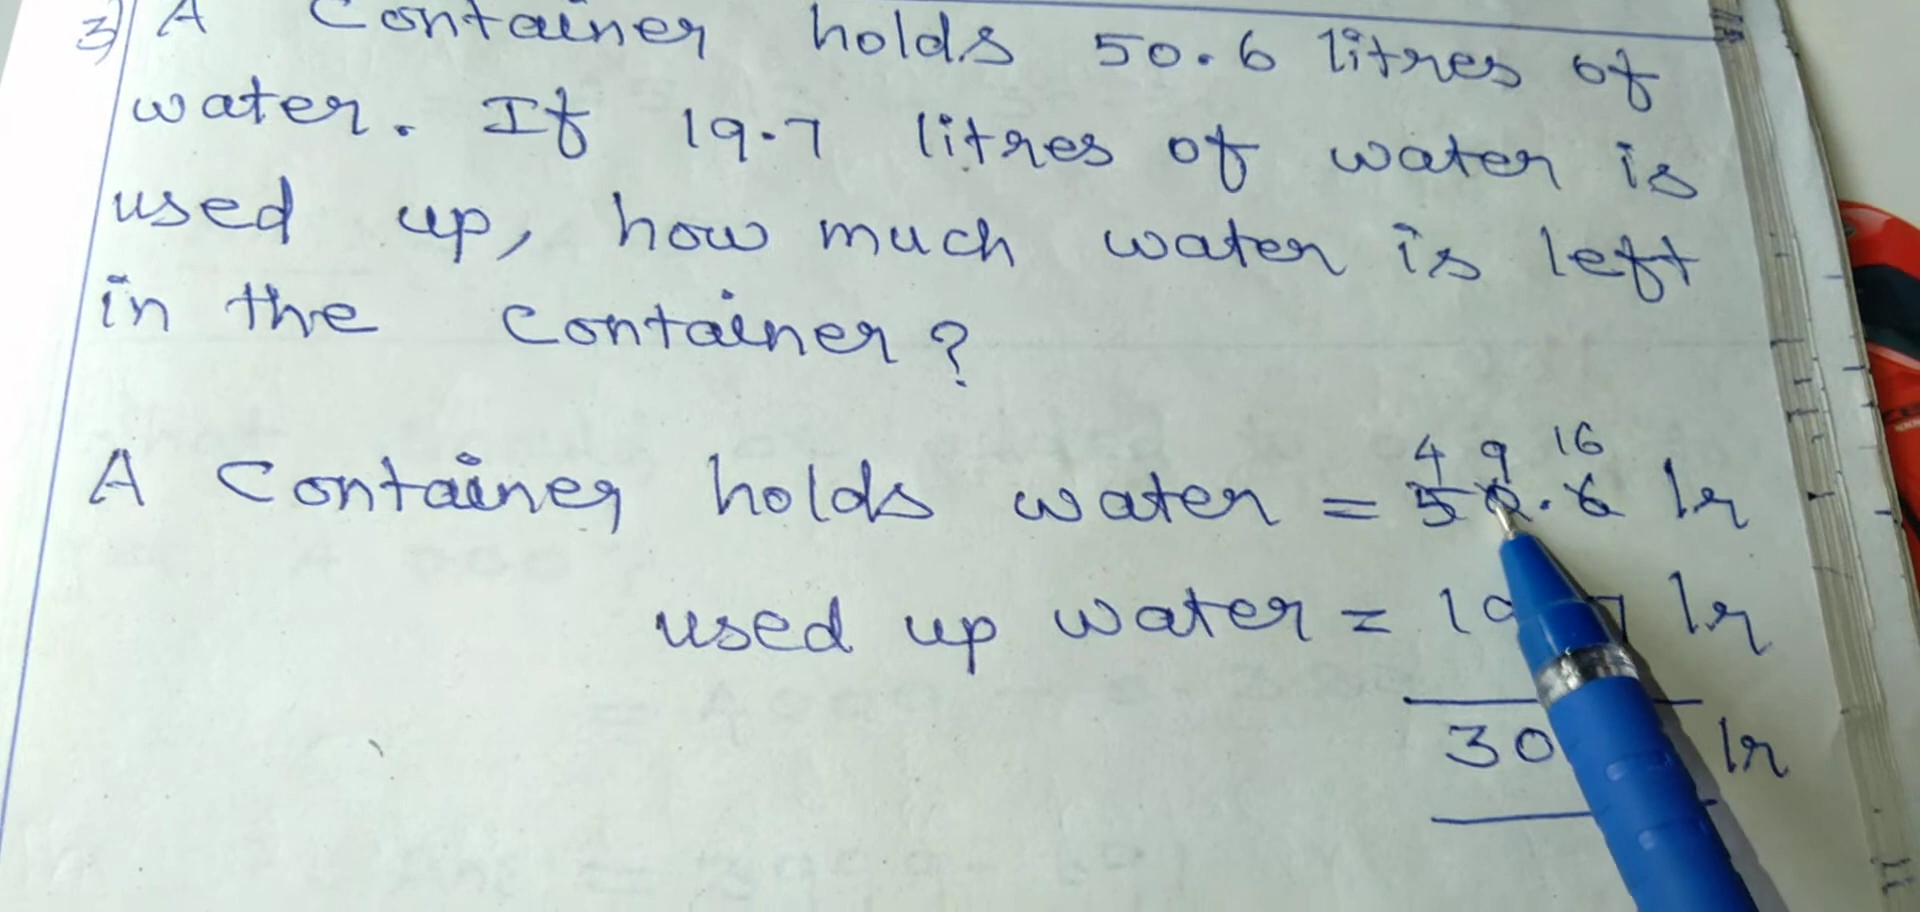 3) A Container holds 50.6 litres of
water. If 19.7 litres of water is
used up, how much water is left
in the container?
4 9 16
A Container holds water = 50.6 lr
used up water = 19 7 lr
30 lr